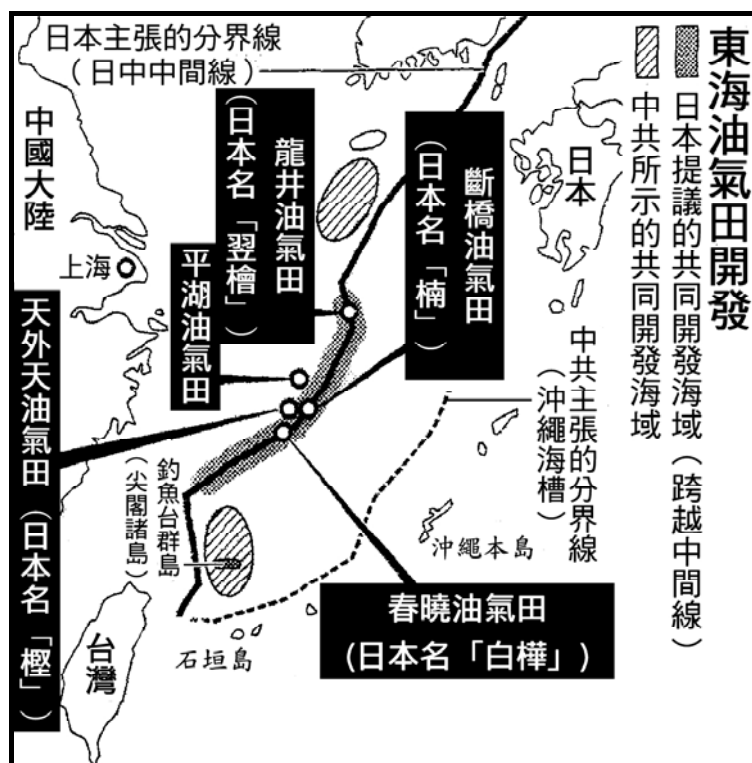 東海油氣田開發
日本提議的共同開發海域（跨越中間線）
中共所示的共同開發海域
日本主張的分界線
（日中中間線）
中國大陸
上海
龍井油氣田
（日本名「翌檜」）
平湖油氣田
斷橋油氣田
（日本名「楠」）
日本
天外天油氣田（日本名「樫」）
中共主張的分界線
（沖繩海槽）
釣魚台群島
（尖閣諸島）
沖繩本島
春曉油氣田
(日本名「白樺」)
石垣島
台灣